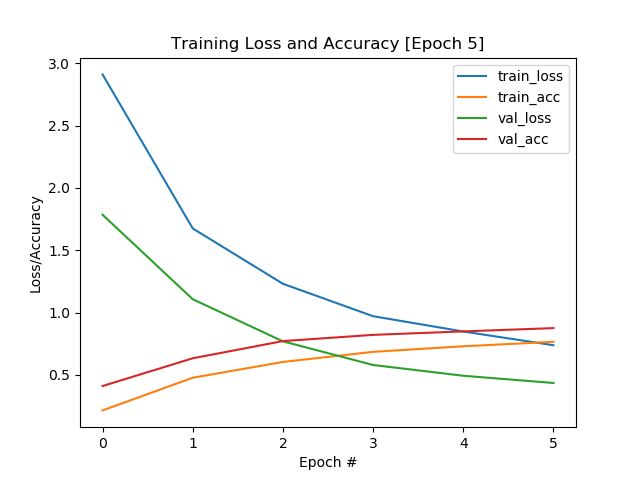 Training Loss and Accuracy [Epoch 5]
train_loss
train_acc
val_loss
val_acc
Loss/Accuracy
3.0
2.5
2.0
1.5
1.0
0.5
0 1 2 3 4 5
Epoch #